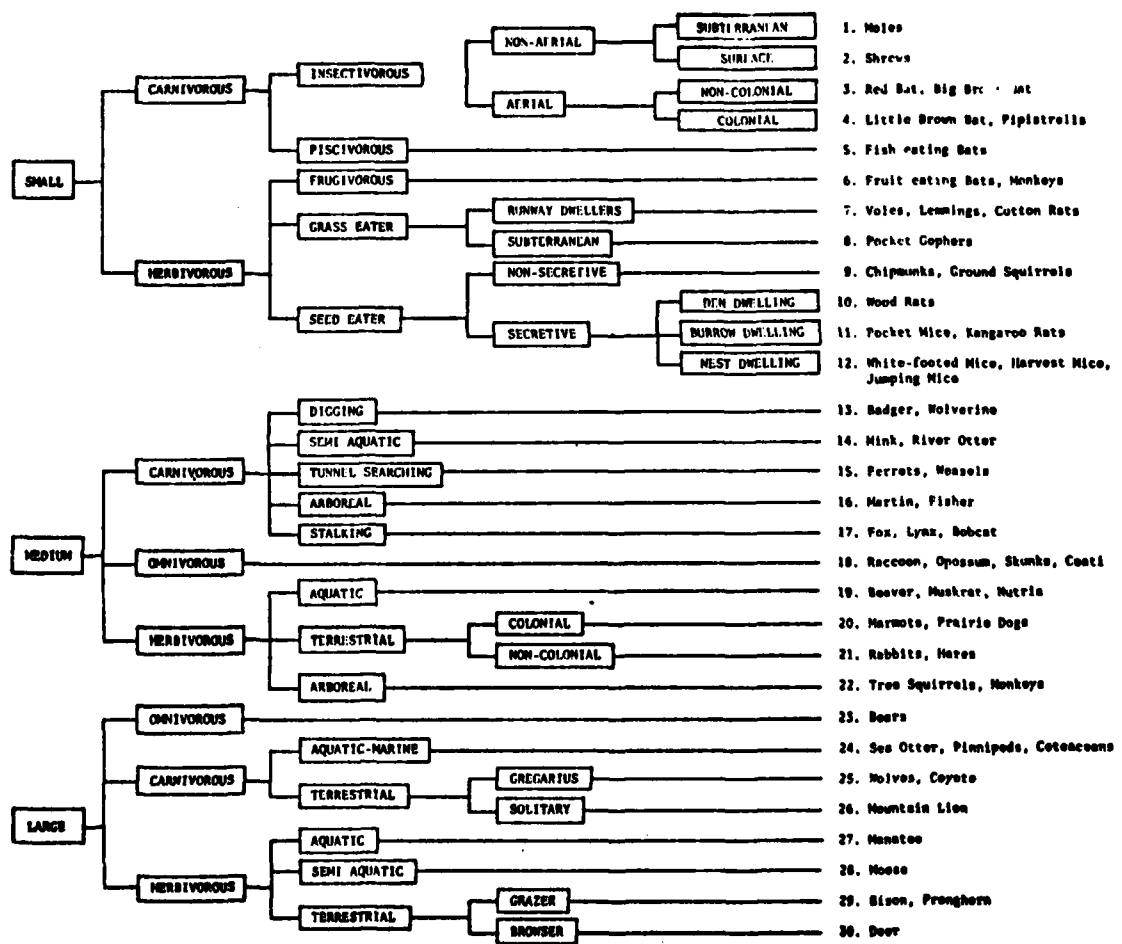 SUBTERRANEAN 1. Moles
NON-AERIAL
SURFACE 2. Shrews
INSECTIVOROUS
CARNIVOROUS NON-COLONIAL 3. Red Bat, Big
AERIAL
COLONIAL 4. Little Brown Bat, Pipistrelle
PISCIVOROUS 5. Fish eating Bats
SMALL FRUGIVOROUS 6. Fruit eating Bats, Monkeys
RUNWAY DWELLERS 7. Voles, Lemmings, Cotton Rats
GRASS EATER
SUBTERRANEAN 8. Pocket Gophers
HERBIVOROUS NON-SECRETIVE 9. Chipmunks, Ground Squirrels
DEN DWELLING 10. Wood Rats
SEED EATER
SECRETIVE BURROW DWELLING 11. Pocket Mice, Kangaroo Rats
NEST DWELLING 12. White-footed Mice, Harvest Mice,
Jumping Mice
DIGGING 13. Badger, Wolverine
SEMI AQUATIC 14. Mink, River Otter
CARNIVOROUS TUNNEL SEARCHING 15. Ferrets, Weasels
ARBOREAL 16. Martin, Fisher
STALKING 17. Fox, Lynx, Bobcat
MEDIUM OMNIVOROUS 18. Raccoon, Opossum, Skunks, Coati
AQUATIC 19. Beaver, Muskrat, Nutria
COLONIAL 20. Marmots, Prairie Dogs
HERBIVOROUS TERRESTRIAL
NON-COLONIAL 21. Rabbits, Hares
ARBOREAL 22. Tree Squirrels, Monkeys
OMNIVOROUS 23. Bears
AQUATIC-MARINE 24. Sea Otter, Pinnipeds, Coteaceans
CARNIVOROUS GREGARIUS 25. Wolves, Coyote
TERRESTRIAL
SOLITARY 26. Mountain Lion
LARGE
AQUATIC 27. Manatee
SEMI AQUATIC 28. Moose
HERBIVOROUS GRAZER 29. Bison, Pronghorn
TERRESTRIAL
BROWSER 30. Deer